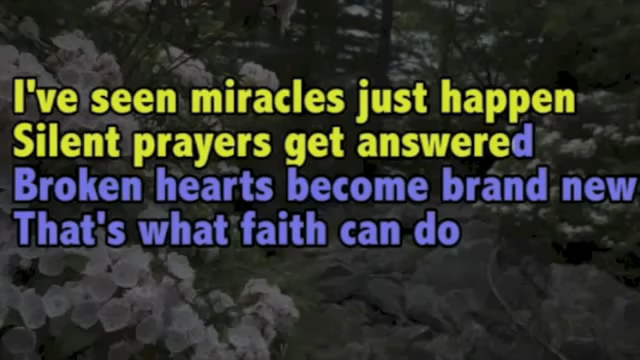 I've seen miracles just happen
Silent prayers get answered
Broken hearts become brand new
That's what faith can do